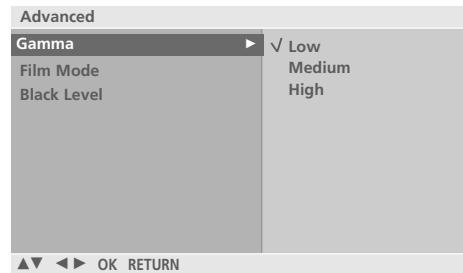 Advanced
Gamma ► √ Low
Film Mode Medium
Black Level High
▲▼ ◄ ► OK RETURN